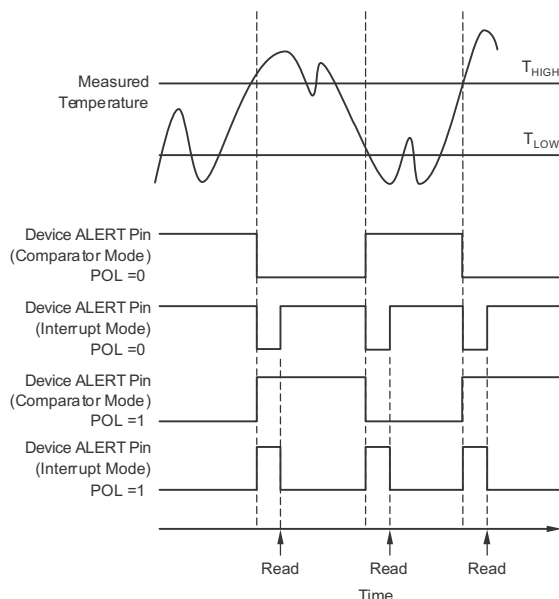 Measured
Temperature
THIGH
TLOW
Device ALERT Pin
(Comparator Mode)
POL =0
Device ALERT Pin
(Interrupt Mode)
POL =0
Device ALERT Pin
(Comparator Mode)
POL =1
Device ALERT Pin
(Interrupt Mode)
POL =1
Read
Read
Read
Time